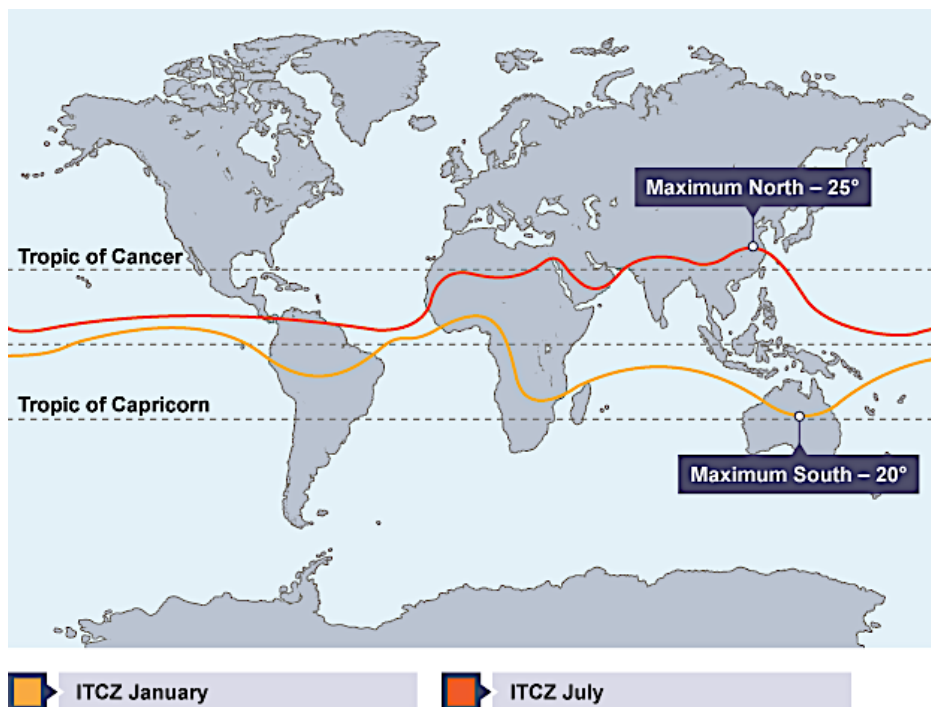 Maximum North – 25°
Tropic of Cancer
Tropic of Capricorn
Maximum South – 20°
ITCZ January
ITCZ July